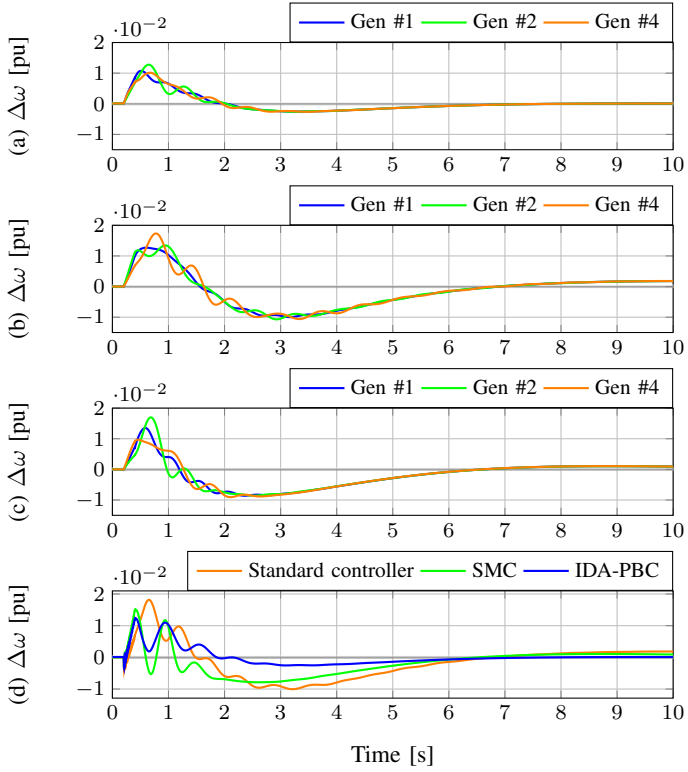 Gen #1 Gen #2 Gen #4
·10⁻²
2
1
0
−1
(a) Δω [pu]
0 1 2 3 4 5 6 7 8 9 10
Gen #1 Gen #2 Gen #4
·10⁻²
2
1
0
−1
(b) Δω [pu]
0 1 2 3 4 5 6 7 8 9 10
Gen #1 Gen #2 Gen #4
·10⁻²
2
1
0
−1
(c) Δω [pu]
0 1 2 3 4 5 6 7 8 9 10
Standard controller SMC IDA-PBC
·10⁻²
2
1
0
−1
(d) Δω [pu]
0 1 2 3 4 5 6 7 8 9 10
Time [s]